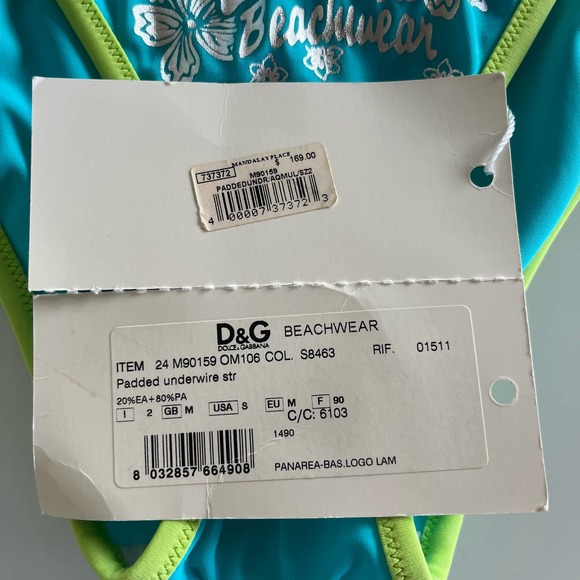 Beachwear
MANDALAY PLACE
737372 $ 169.00
M90159
PADDEDUNDR/AQMUL/SZ2
4 00007 37372 3
D&G BEACHWEAR
DOLCE & GABBANA
ITEM 24 M90159 OM106 COL. S8463 RIF. 01511
Padded underwire str
20%EA+80%PA
I 2 GB M USA S EU M F 90
C/C: 6103
1490
8 032857 664908
PANAREA-BAS.LOGO LAM